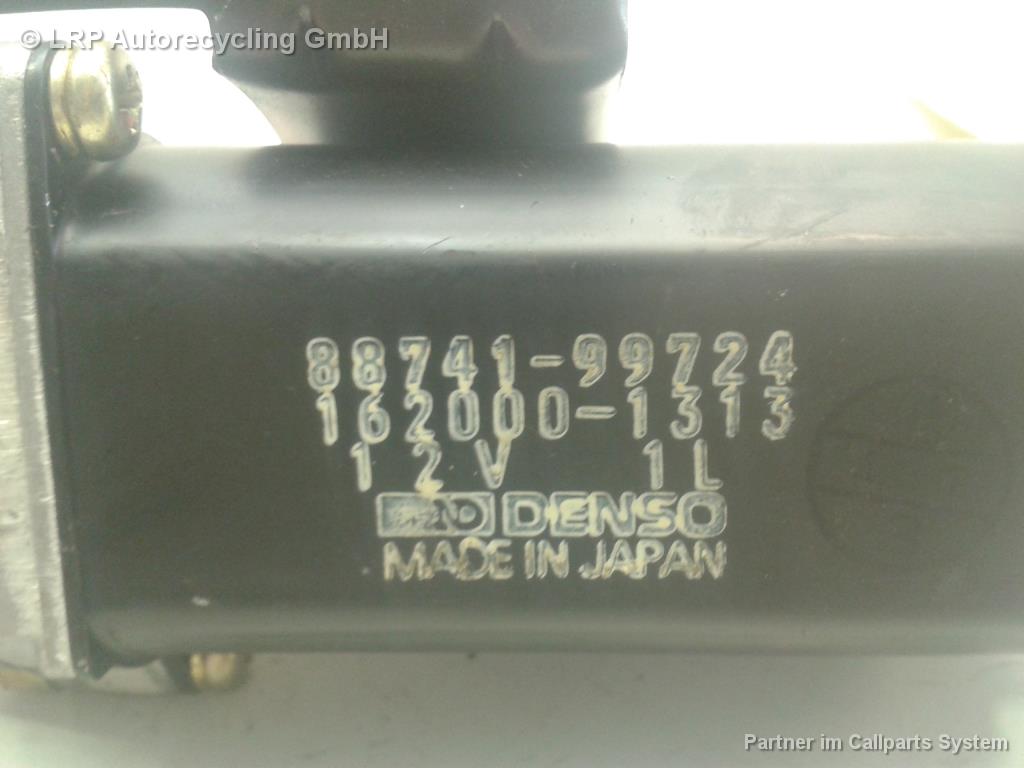 © LRP Autorecycling GmbH
88741-99724
162000-1313
12V 1L
DENSO
MADE IN JAPAN
Partner im Callparts System